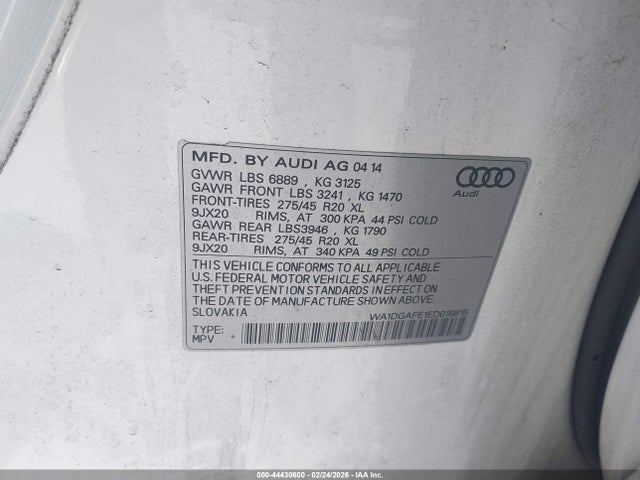 MFD. BY AUDI AG 04 14
GVWR LBS 6889 , KG 3125
GAWR FRONT LBS 3241 , KG 1470
FRONT-TIRES 275/45 R20 XL
9JX20 RIMS, AT 300 KPA 44 PSI COLD
GAWR REAR LBS3946 , KG 1790
REAR-TIRES 275/45 R20 XL
9JX20 RIMS, AT 340 KPA 49 PSI COLD
Audi
THIS VEHICLE CONFORMS TO ALL APPLICABLE
U.S. FEDERAL MOTOR VEHICLE SAFETY AND
THEFT PREVENTION STANDARDS IN EFFECT ON
THE DATE OF MANUFACTURE SHOWN ABOVE.
SLOVAKIA
WA1DGAFE1ED018815
TYPE:
MPV
000-44430600 - 02/24/2026 - IAA